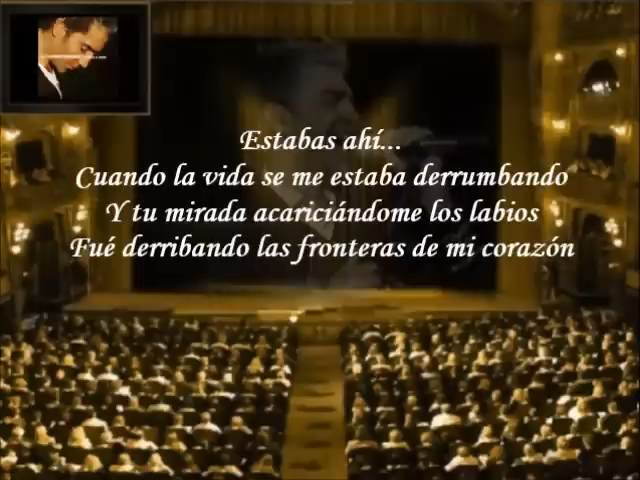 Estabas ahí...
Cuando la vida se me estaba derrumbando
Y tu mirada acariciándome los labios
Fué derribando las fronteras de mi corazón